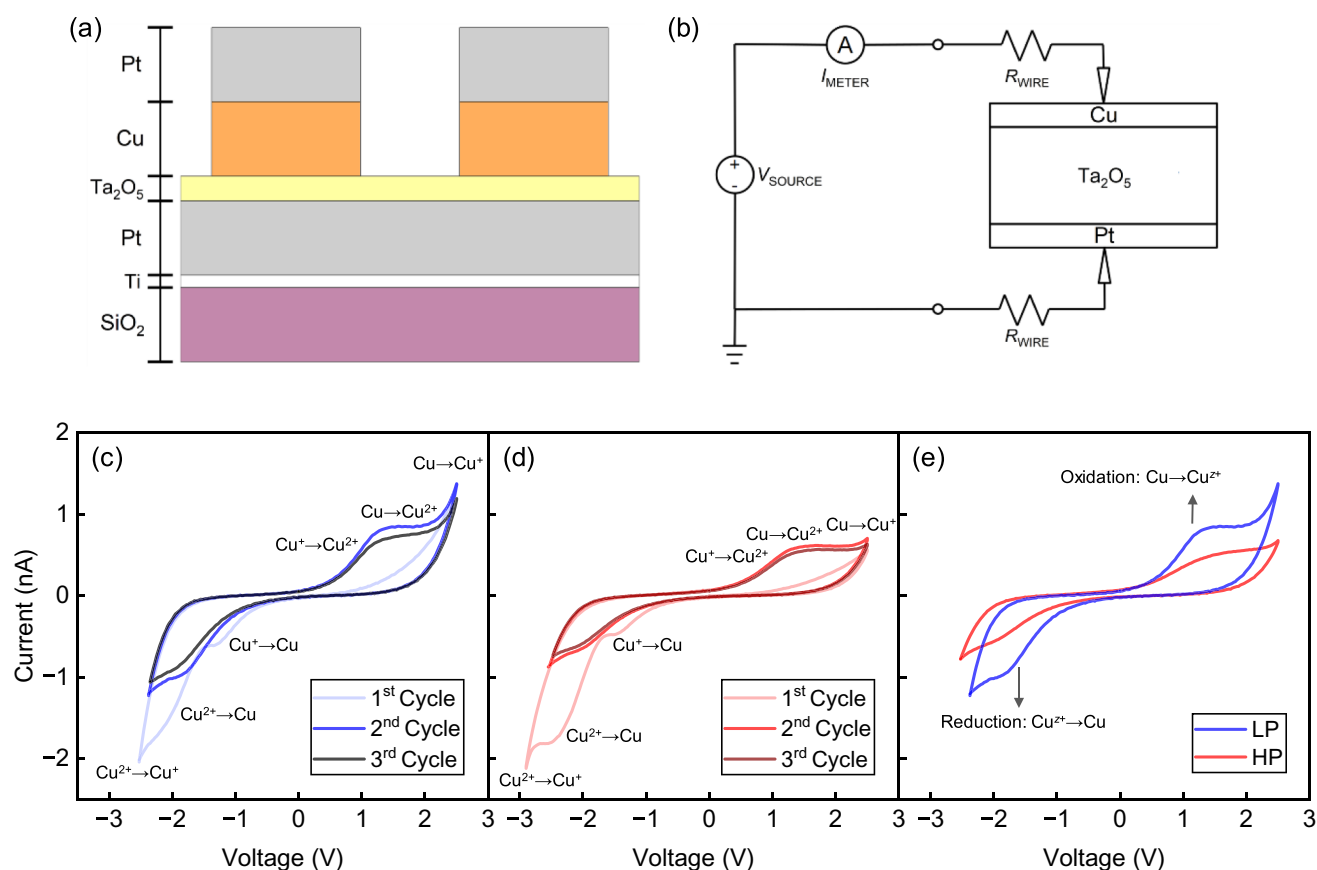 (a)
Pt
Cu
Ta₂O₅
Pt
Ti
SiO₂
(b)
A
I_METER
R_WIRE
+
-
V_SOURCE
Cu
Ta₂O₅
Pt
R_WIRE
Current (nA)
2
1
0
−1
−2
(c)
Cu→Cu⁺
Cu→Cu²⁺
Cu⁺→Cu²⁺
Cu⁺→Cu
Cu²⁺→Cu
Cu²⁺→Cu⁺
1st Cycle
2nd Cycle
3rd Cycle
−3 −2 −1 0 1 2 3
Voltage (V)
(d)
Cu→Cu²⁺ Cu→Cu⁺
Cu⁺→Cu²⁺
Cu⁺→Cu
Cu²⁺→Cu
Cu²⁺→Cu⁺
1st Cycle
2nd Cycle
3rd Cycle
−3 −2 −1 0 1 2 3
Voltage (V)
(e)
Oxidation: Cu→Cuᶻ⁺
Reduction: Cuᶻ⁺→Cu
LP
HP
−3 −2 −1 0 1 2 3
Voltage (V)